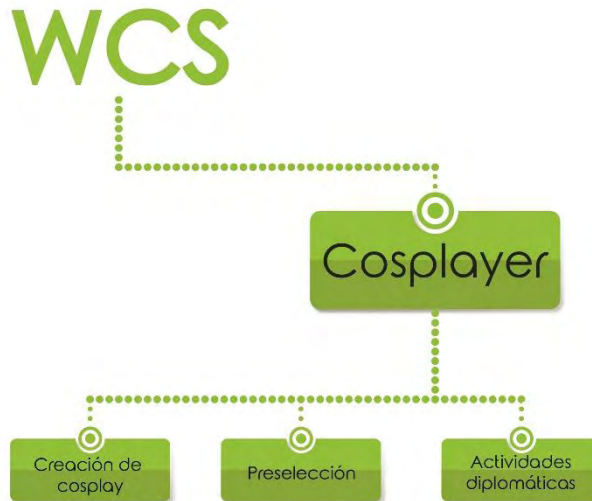 WCS
Cosplayer
Creación de
cosplay
Preselección
Actividades
diplomáticas